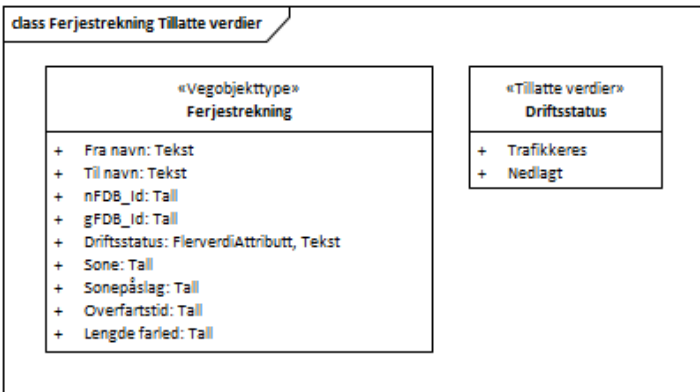 class Ferjestrekning Tillatte verdier
«Vegobjekttype»
Ferjestrekning
+ Fra navn: Tekst
+ Til navn: Tekst
+ nFDB_Id: Tall
+ gFDB_Id: Tall
+ Driftsstatus: FlerverdiAttributt, Tekst
+ Sone: Tall
+ Sonepåslag: Tall
+ Overfartstid: Tall
+ Lengde farled: Tall
«Tillatte verdier»
Driftsstatus
+ Trafikkeres
+ Nedlagt